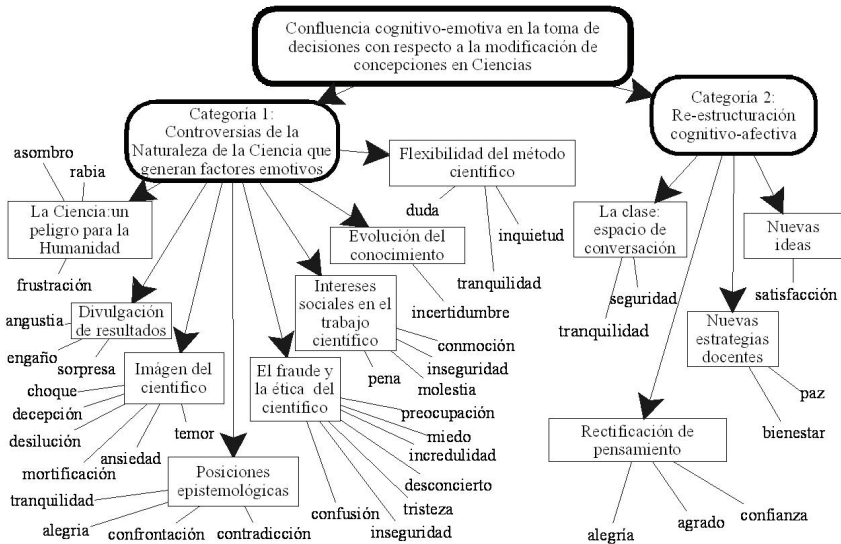 Confluencia cognitivo-emotiva en la toma de
decisiones con respecto a la modificación de
concepciones en Ciencias
Categoría 1:
Controversias de la
Naturaleza de la Ciencia que
generan factores emotivos
Categoría 2:
Re-estructuración
cognitivo-afectiva
asombro
rabia
La Ciencia:un
peligro para la
Humanidad
frustración
Flexibilidad del método
científico
duda
inquietud
tranquilidad
Evolución del
conocimiento
incertidumbre
La clase:
espacio de
conversación
seguridad
tranquilidad
Nuevas
ideas
satisfacción
Divulgación
de resultados
angustia
engaño
sorpresa
Intereses
sociales en el
trabajo
científico
conmoción
inseguridad
molestia
pena
Nuevas
estrategias
docentes
paz
bienestar
Imágen del
científico
choque
decepción
desilución
mortificación
ansiedad
temor
El fraude y
la ética del
científico
preocupación
miedo
incredulidad
desconcierto
tristeza
inseguridad
confusión
Posiciones
epistemológicas
tranquilidad
alegria
confrontación
contradicción
Rectificación de
pensamiento
alegría
agrado
confianza